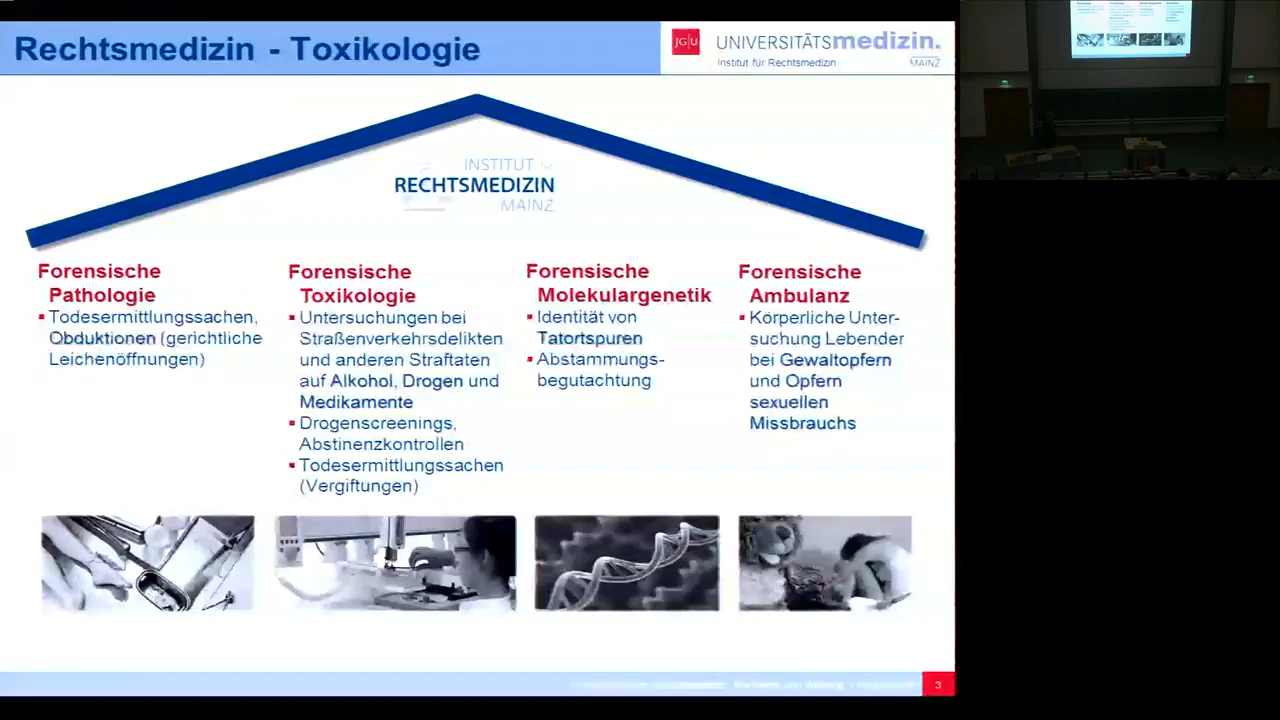 Rechtsmedizin - Toxikologie
JG|U
UNIVERSITÄTSmedizin.
Institut für Rechtsmedizin
MAINZ
INSTITUT für
RECHTSMEDIZIN
MAINZ
Forensische
Pathologie
▪ Todesermittlungssachen,
Obduktionen (gerichtliche
Leichenöffnungen)
Forensische
Toxikologie
▪ Untersuchungen bei
Straßenverkehrsdelikten
und anderen Straftaten
auf Alkohol, Drogen und
Medikamente
▪ Drogenscreenings,
Abstinenzkontrollen
▪ Todesermittlungssachen
(Vergiftungen)
Forensische
Molekulargenetik
▪ Identität von
Tatortspuren
▪ Abstammungs-
begutachtung
Forensische
Ambulanz
▪ Körperliche Unter-
suchung Lebender
bei Gewaltopfern
und Opfern
sexuellen
Missbrauchs
3